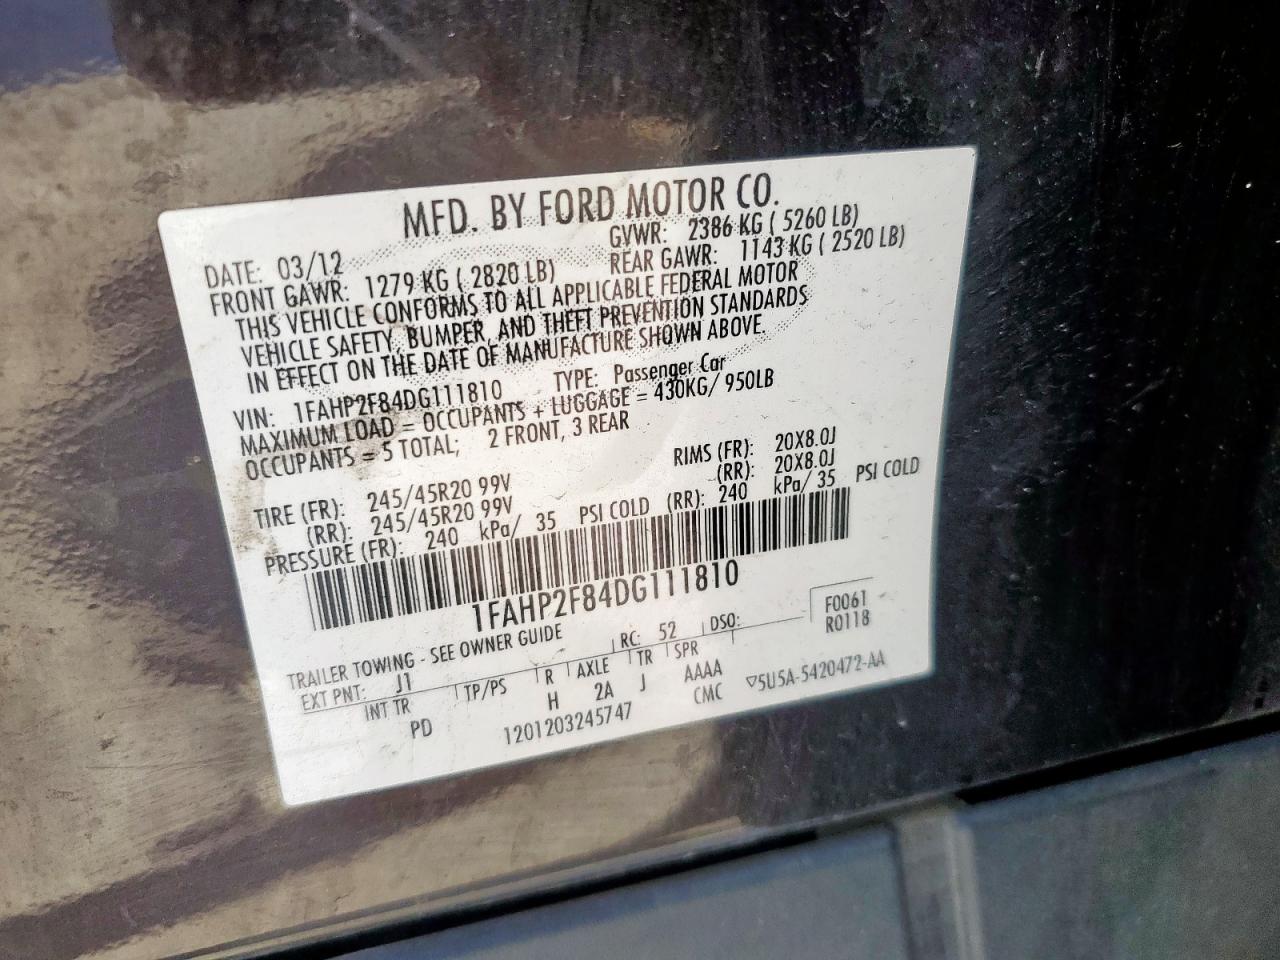 MFD. BY FORD MOTOR CO.
DATE: 03/12 GVWR: 2386 KG ( 5260 LB)
FRONT GAWR: 1279 KG ( 2820 LB) REAR GAWR: 1143 KG ( 2520 LB)
THIS VEHICLE CONFORMS TO ALL APPLICABLE FEDERAL MOTOR
VEHICLE SAFETY, BUMPER, AND THEFT PREVENTION STANDARDS
IN EFFECT ON THE DATE OF MANUFACTURE SHOWN ABOVE.
VIN: 1FAHP2F84DG111810 TYPE: Passenger Car
MAXIMUM LOAD = OCCUPANTS + LUGGAGE = 430KG/ 950LB
OCCUPANTS = 5 TOTAL; 2 FRONT, 3 REAR
TIRE (FR): 245/45R20 99V RIMS (FR): 20X8.0J
(RR): 245/45R20 99V (RR): 20X8.0J
PRESSURE (FR): 240 kPa/ 35 PSI COLD (RR): 240 kPa/ 35 PSI COLD
1FAHP2F84DG111810
TRAILER TOWING - SEE OWNER GUIDE
F0061
R0118
EXT PNT: J1 RC: 52 DSO:
INT TR TP/PS R AXLE TR SPR
PD H 2A J AAAA
1201203245747 CMC ▽5U5A-5420472-AA